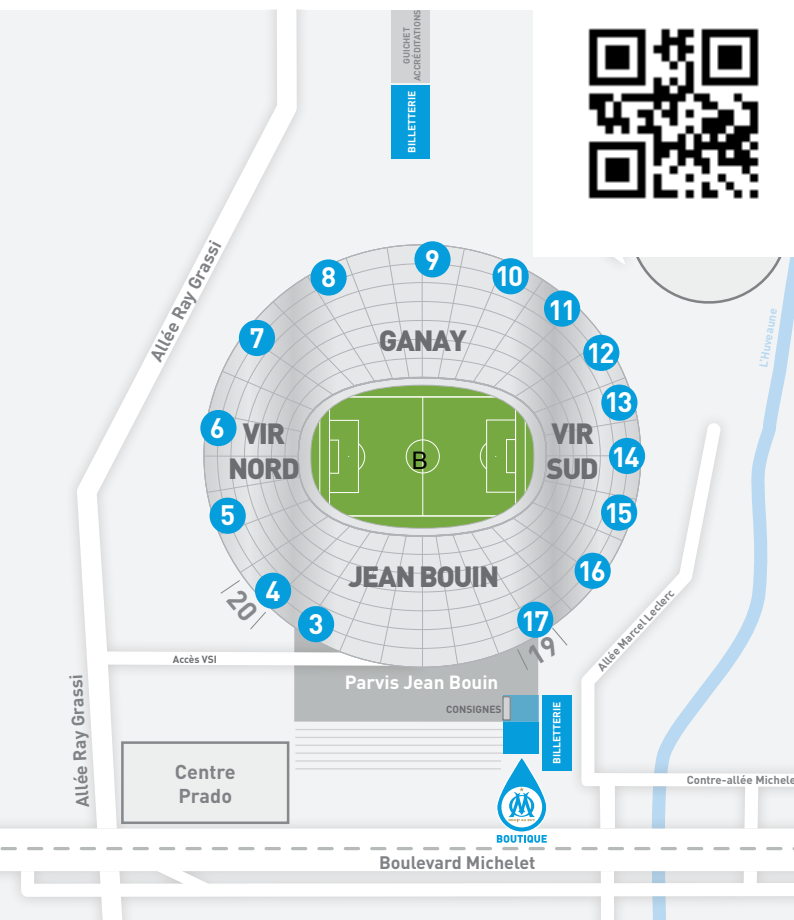 GUICHET
ACCRÉDITATIONS
BILLETTERIE
Allée Ray Grassi
8
9
10
11
7
12
GANAY
L'Huveaune
13
6
VIR
NORD
B
VIR
SUD
14
5
15
JEAN BOUIN
16
4
20
3
17
19
Allée Marcel Leclerc
Accès VSI
Parvis Jean Bouin
CONSIGNES
BILLETTERIE
Allée Ray Grassi
Centre
Prado
Contre-allée Michele
BOUTIQUE
Boulevard Michelet